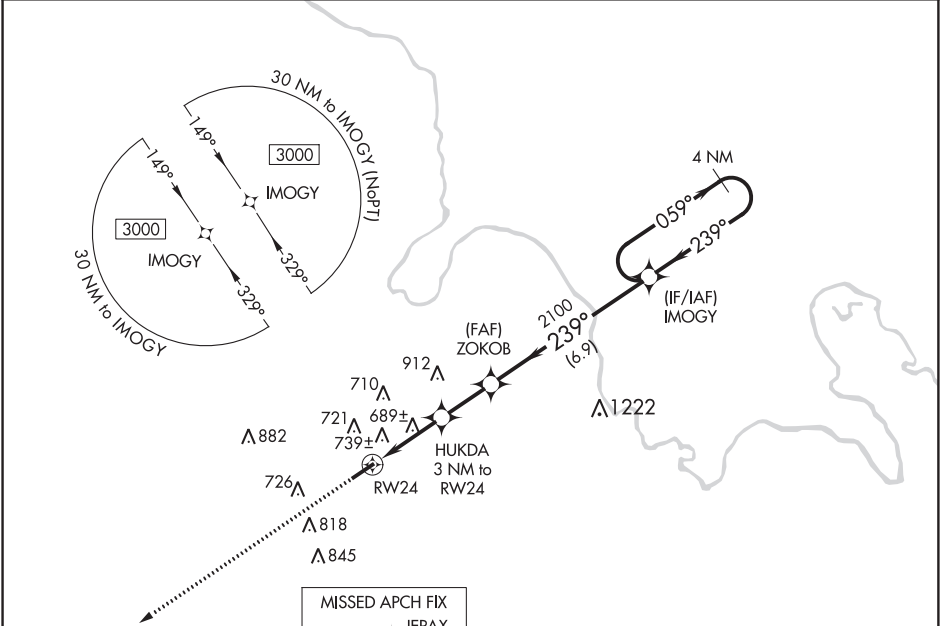 30 NM to IMOGY (NoPT)
149°
3000
IMOGY
329°
149°
3000
IMOGY
329°
30 NM to IMOGY
4 NM
059°
239°
(IF/IAF)
IMOGY
2100
239°
(6.9)
(FAF)
ZOKOB
912
710
721
689±
739±
882
1222
HUKDA
3 NM to
RW24
RW24
726
818
845
MISSED APCH FIX